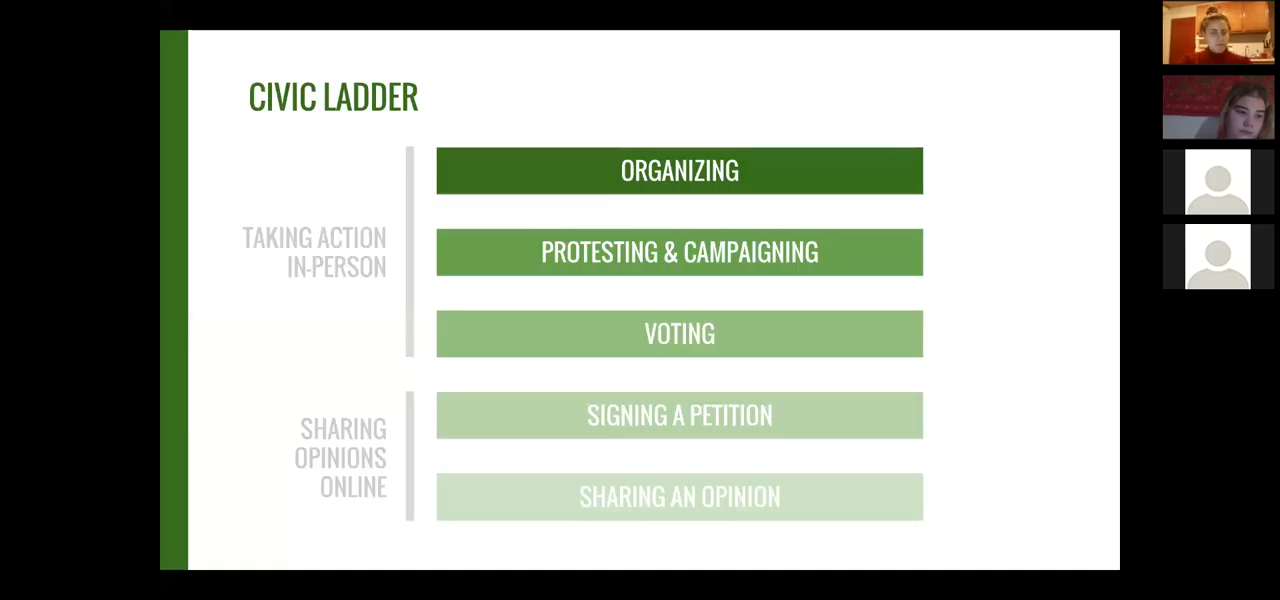 CIVIC LADDER
TAKING ACTION
IN-PERSON
ORGANIZING
PROTESTING & CAMPAIGNING
VOTING
SHARING
OPINIONS
ONLINE
SIGNING A PETITION
SHARING AN OPINION